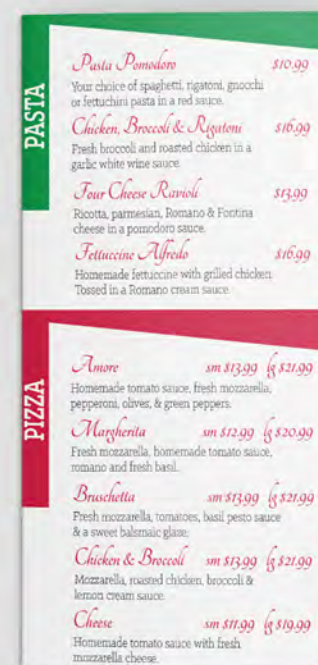 PASTA
Pasta Pomodoro $10.99
Your choice of spaghetti, rigatoni, gnocchi
or fettuchini pasta in a red sauce.
Chicken, Broccoli & Rigatoni $16.99
Fresh broccoli and roasted chicken in a
garlic white wine sauce.
Four Cheese Ravioli $13.99
Ricotta, parmesian, Romano & Fontina
cheese in a pomodoro sauce.
Fettuccine Alfredo $16.99
Homemade fettuccine with grilled chicken.
Tossed in a Romano cream sauce.
PIZZA
Amore sm $13.99 lg $21.99
Homemade tomato sauce, fresh mozzarella,
pepperoni, olives, & green peppers.
Margherita sm $12.99 lg $20.99
Fresh mozzarella, homemade tomato sauce,
romano and fresh basil.
Bruschetta sm $13.99 lg $21.99
Fresh mozzarella, tomatoes, basil pesto sauce
& a sweet balsmaic glaze.
Chicken & Broccoli sm $13.99 lg $21.99
Mozzarella, roasted chicken, broccoli &
lemon cream sauce.
Cheese sm $11.99 lg $19.99
Homemade tomato sauce with fresh
mozzarella cheese.